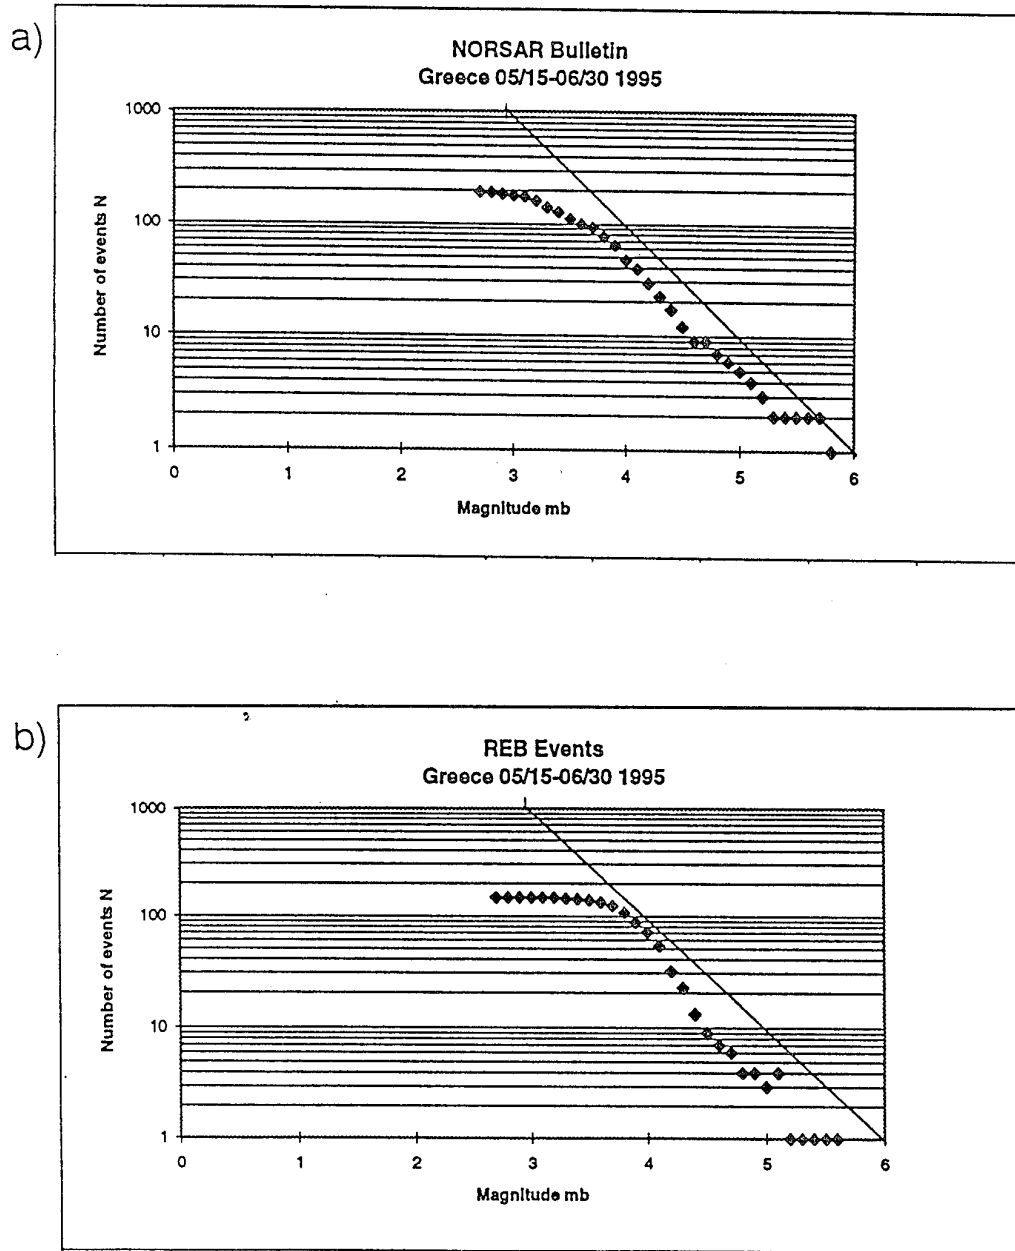 a)
NORSAR Bulletin
Greece 05/15-06/30 1995
1000
100
10
1
Number of events N
0 1 2 3 4 5 6
Magnitude mb
b)
REB Events
Greece 05/15-06/30 1995
1000
100
10
1
Number of events N
0 1 2 3 4 5 6
Magnitude mb